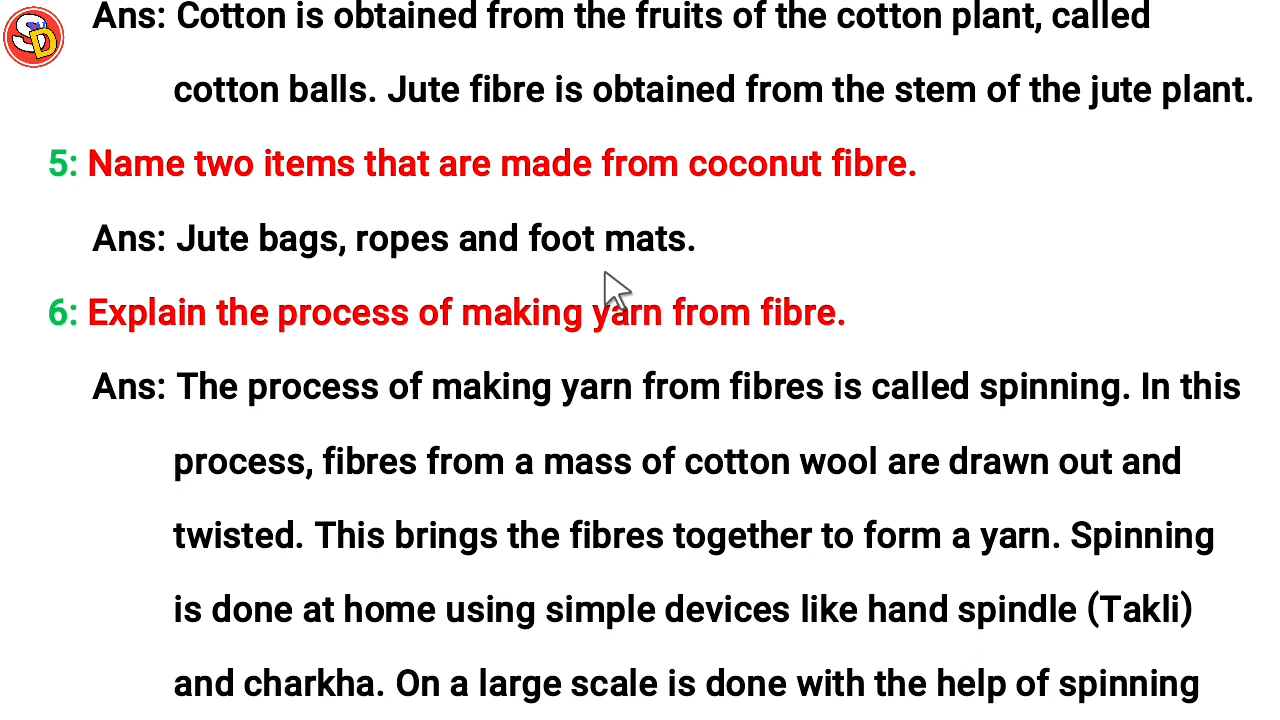 Ans: Cotton is obtained from the fruits of the cotton plant, called
cotton balls. Jute fibre is obtained from the stem of the jute plant.
5: Name two items that are made from coconut fibre.
Ans: Jute bags, ropes and foot mats.
6: Explain the process of making yarn from fibre.
Ans: The process of making yarn from fibres is called spinning. In this
process, fibres from a mass of cotton wool are drawn out and
twisted. This brings the fibres together to form a yarn. Spinning
is done at home using simple devices like hand spindle (Takli)
and charkha. On a large scale is done with the help of spinning